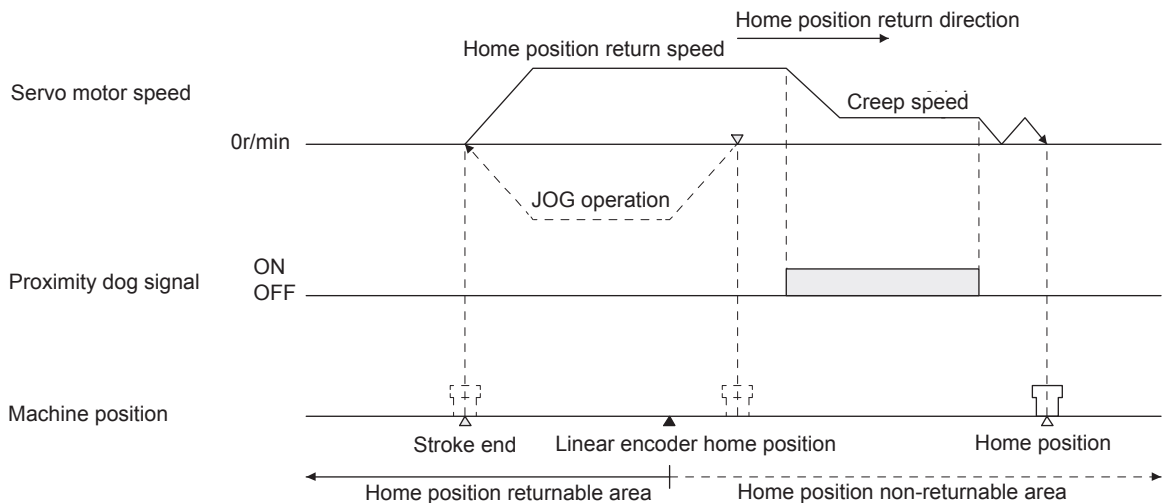 Home position return direction
Home position return speed
Servo motor speed
Creep speed
0r/min
JOG operation
ON
Proximity dog signal
OFF
Machine position
Stroke end
Linear encoder home position
Home position
Home position returnable area
Home position non-returnable area